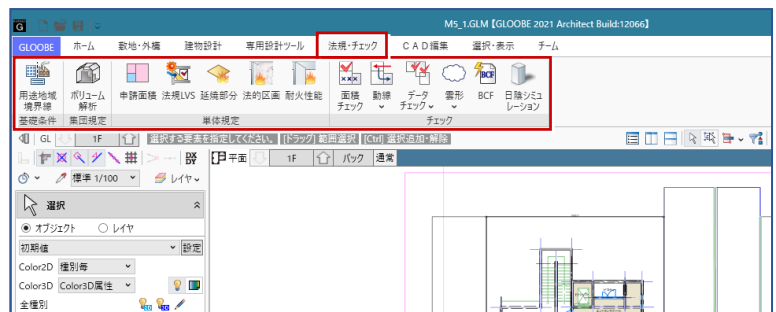 G M5_1.GLM【GLOOBE 2021 Architect Build:12066】
GLOOBE ホーム 敷地･外構 建物設計 専用設計ツール 法規･チェック ＣＡＤ編集 選択･表示 チーム
用途地域境界線 ボリューム解析 申請面積 法規LVS 延焼部分 法的区画 耐火性能 面積チェック 動線 データチェック 雲形 BCF 日陰シミュレーション
基礎条件 集団規定 単体規定 チェック
GL 1F 選択する要素を指定してください。 [ドラッグ] 範囲選択 [Ctrl] 選択追加･解除
平面 1F バック 通常
標準 1/100 レイヤ
選択
オブジェクト レイヤ
初期値 設定
Color2D 種別毎
Color3D Color3D属性
全種別